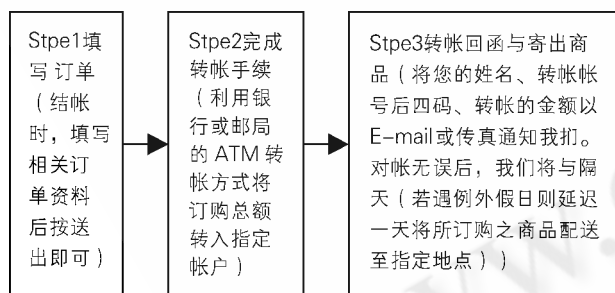 Stpe1填
写 订单
（结帐
时，填写
相关订
单资料
后按送
出即可）
Stpe2完成
转帐手续
（利用银
行或邮局
的 ATM 转
帐方式将
订购总额
转入指定
帐户）
Stpe3转帐回函与寄出商
品（将您的姓名、转帐帐
号后四码、转帐的金额以
E-mail或传真通知我扪。
对帐无误后，我们将与隔
天（若遇例外假日则延迟
一天将所订购之商品配送
至指定地点））